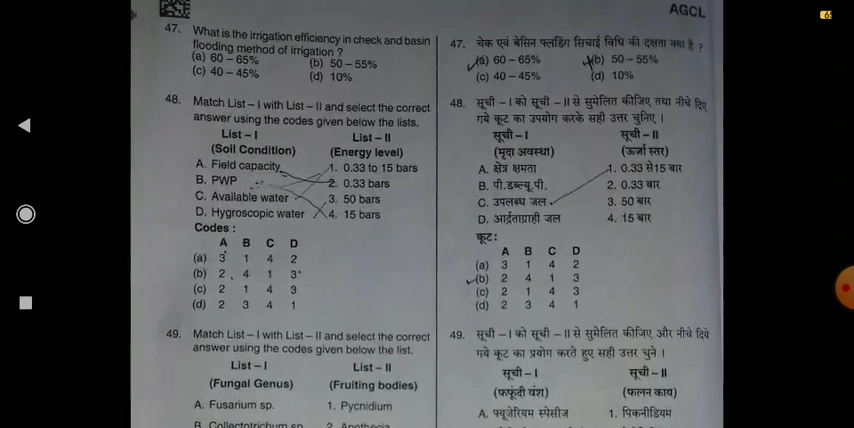 AGCL
47. What is the irrigation efficiency in check and basin
flooding method of irrigation ?
(a) 60 – 65% (b) 50 – 55%
(c) 40 – 45% (d) 10%
48. Match List – I with List – II and select the correct
answer using the codes given below the lists.
List – I List – II
(Soil Condition) (Energy level)
A. Field capacity 1. 0.33 to 15 bars
B. PWP 2. 0.33 bars
C. Available water 3. 50 bars
D. Hygroscopic water 4. 15 bars
Codes :
A B C D
(a) 3 1 4 2
(b) 2 4 1 3
(c) 2 1 4 3
(d) 2 3 4 1
49. Match List – I with List – II and select the correct
answer using the codes given below the list.
List – I List – II
(Fungal Genus) (Fruiting bodies)
A. Fusarium sp. 1. Pycnidium
B. Collectotrichum sp. 2. Apothecia
47. चेक एवं बेसिन फ्लडिंग सिंचाई विधि की दक्षता क्या है ?
(a) 60 – 65% (b) 50 – 55%
(c) 40 – 45% (d) 10%
48. सूची – I को सूची – II से सुमेलित कीजिए तथा नीचे दिए
गये कूट का उपयोग करके सही उत्तर चुनिए ।
सूची – I सूची – II
(मृदा अवस्था) (ऊर्जा स्तर)
A. क्षेत्र क्षमता 1. 0.33 से 15 बार
B. पी.डब्ल्यू.पी. 2. 0.33 बार
C. उपलब्ध जल 3. 50 बार
D. आर्द्रताग्राही जल 4. 15 बार
कूट :
A B C D
(a) 3 1 4 2
(b) 2 4 1 3
(c) 2 1 4 3
(d) 2 3 4 1
49. सूची – I को सूची – II से सुमेलित कीजिए और नीचे दिये
गये कूट का प्रयोग करते हुए सही उत्तर चुने ।
सूची – I सूची – II
(फफूंदी वंश) (फलन काय)
A. फ्यूजेरियम स्पेसीज 1. पिकनीडियम